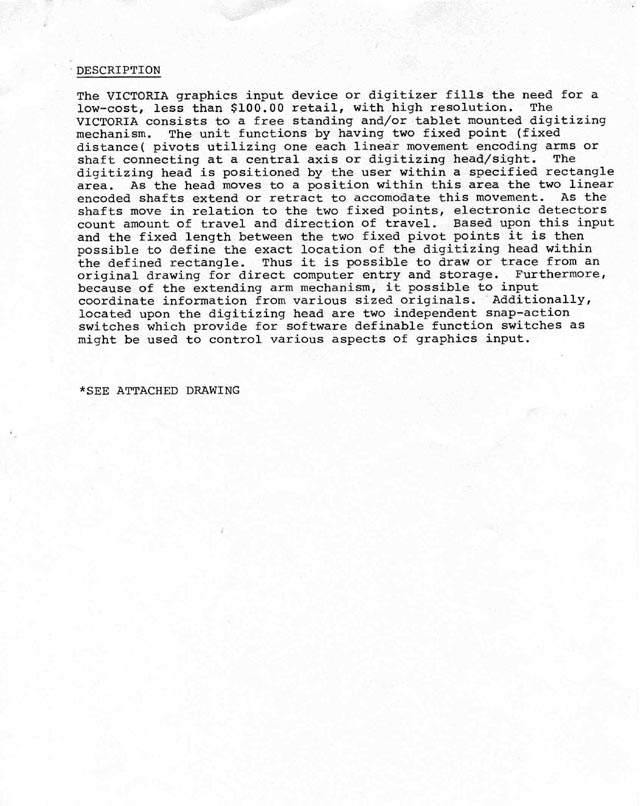 DESCRIPTION
The VICTORIA graphics input device or digitizer fills the need for a
low-cost, less than $100.00 retail, with high resolution. The
VICTORIA consists to a free standing and/or tablet mounted digitizing
mechanism. The unit functions by having two fixed point (fixed
distance( pivots utilizing one each linear movement encoding arms or
shaft connecting at a central axis or digitizing head/sight. The
digitizing head is positioned by the user within a specified rectangle
area. As the head moves to a position within this area the two linear
encoded shafts extend or retract to accomodate this movement. As the
shafts move in relation to the two fixed points, electronic detectors
count amount of travel and direction of travel. Based upon this input
and the fixed length between the two fixed pivot points it is then
possible to define the exact location of the digitizing head within
the defined rectangle. Thus it is possible to draw or trace from an
original drawing for direct computer entry and storage. Furthermore,
because of the extending arm mechanism, it possible to input
coordinate information from various sized originals. Additionally,
located upon the digitizing head are two independent snap-action
switches which provide for software definable function switches as
might be used to control various aspects of graphics input.
*SEE ATTACHED DRAWING